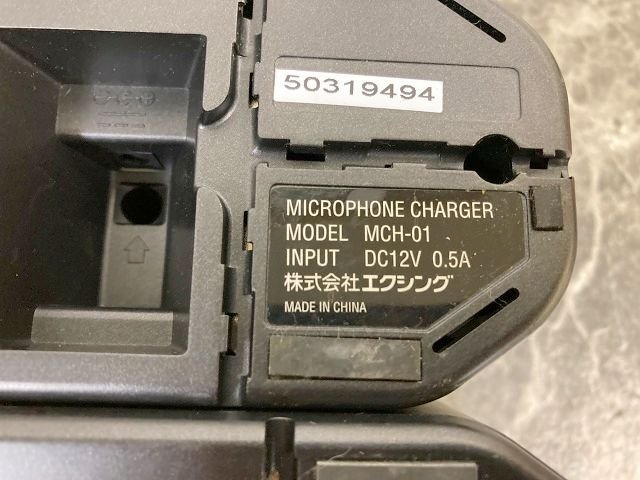 50319494
MICROPHONE CHARGER
MODEL MCH-01
INPUT DC12V 0.5A
株式会社エクシング
MADE IN CHINA